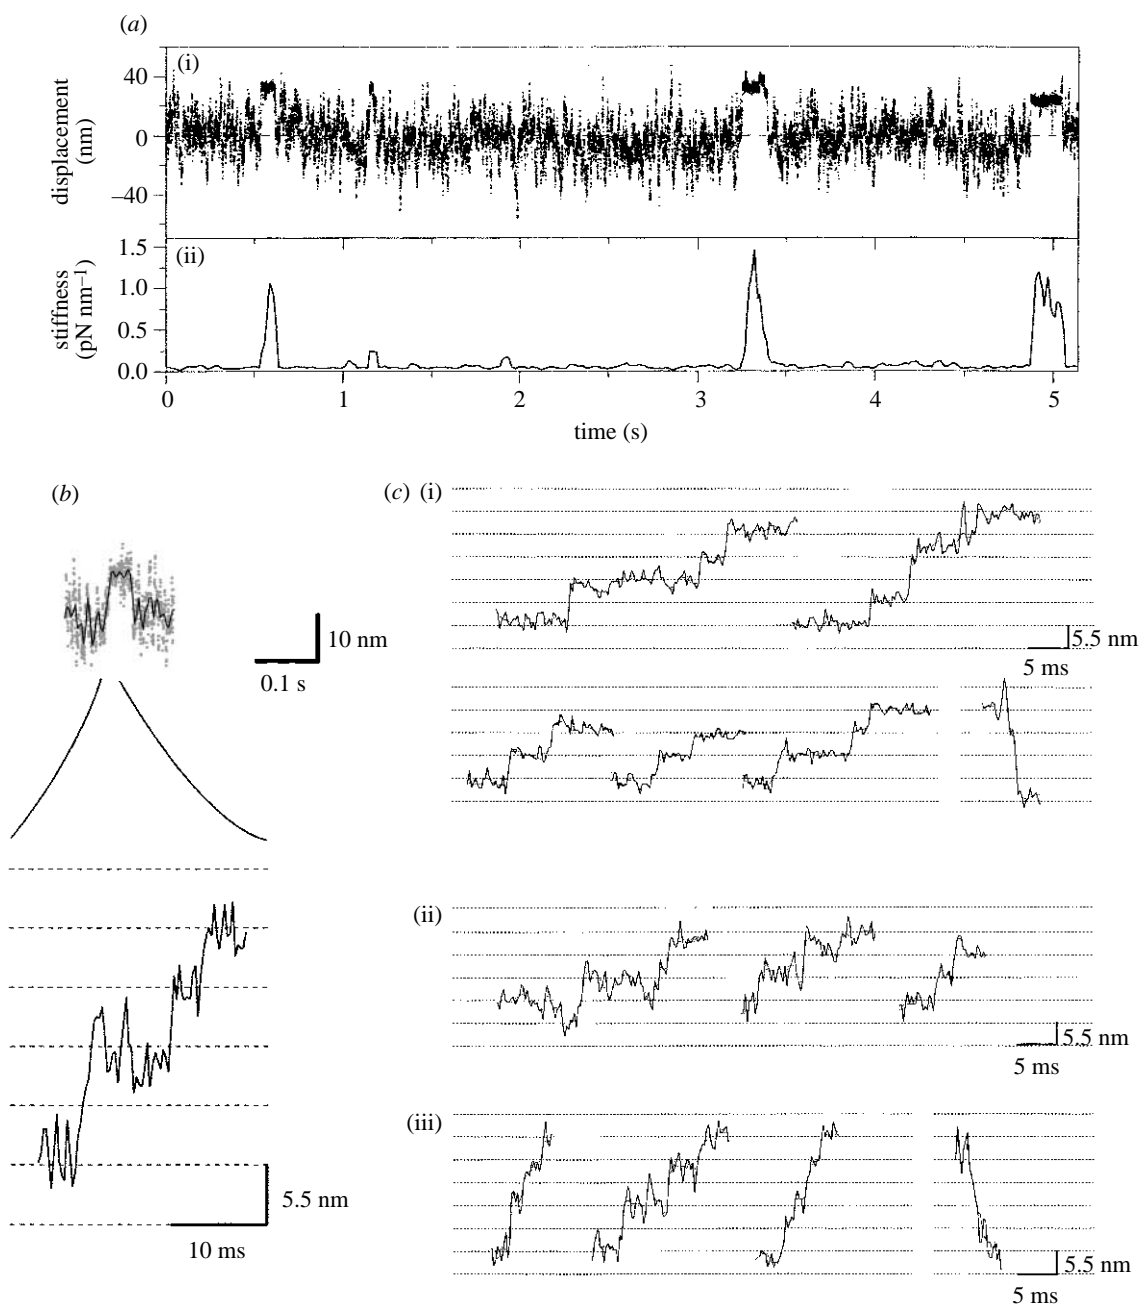 (a)
(i)
displacement
(nm)
40
0
–40
(ii)
stiffness
(pN nm⁻¹)
1.5
1.0
0.5
0.0
0 1 2 3 4 5
time (s)
(b)
10 nm
0.1 s
5.5 nm
10 ms
(c) (i)
5.5 nm
5 ms
(ii)
5.5 nm
5 ms
(iii)
5.5 nm
5 ms